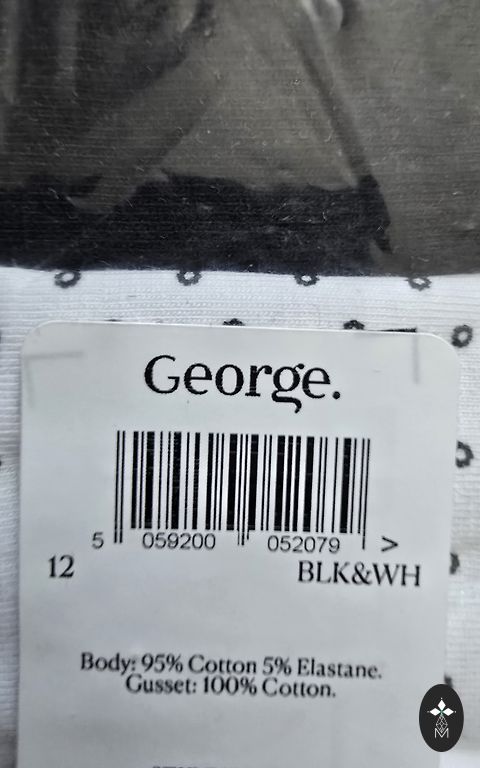 George.
5 059200 052079 >
12 BLK&WH
Body: 95% Cotton 5% Elastane.
Gusset: 100% Cotton.
M